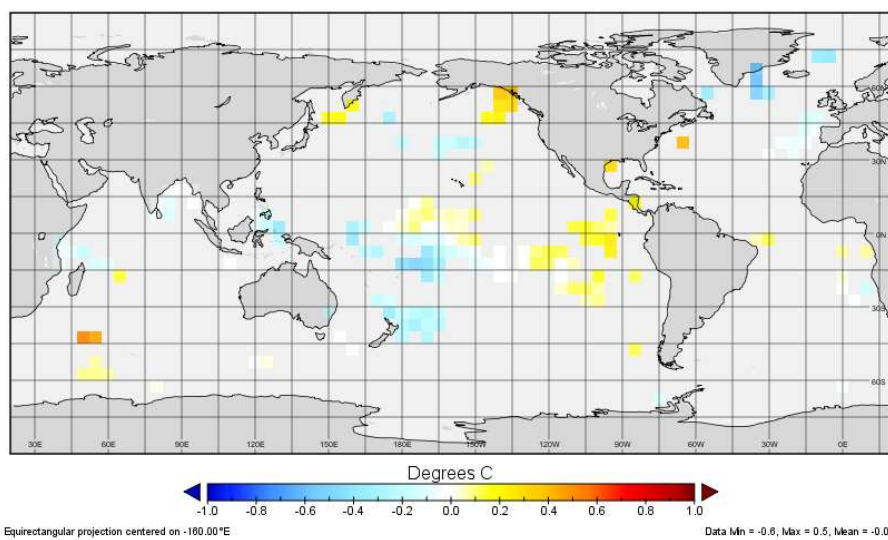 60N
30N
0N
30S
60S
30E 60E 90E 120E 150E 180E 150W 120W 90W 60W 30W 0E
Degrees C
-1.0 -0.8 -0.6 -0.4 -0.2 0.0 0.2 0.4 0.6 0.8 1.0
Equirectangular projection centered on -160.00°E Data Min = -0.6, Max = 0.5, Mean = -0.0